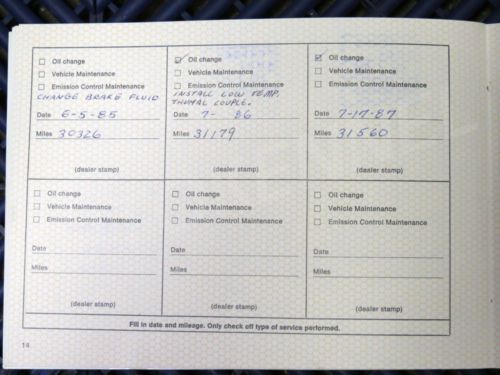 ☐ Oil change
☐ Vehicle Maintenance
☐ Emission Control Maintenance
CHANGE BRAKE FLUID
Date 6-5-85
Miles 30326
(dealer stamp)
☑ Oil change
☐ Vehicle Maintenance
☐ Emission Control Maintenance
INSTALL LOW TEMP,
COUPLE.
Date 7- 86
Miles 31179
(dealer stamp)
☑ Oil change
☐ Vehicle Maintenance
☐ Emission Control Maintenance
Date 7-17-87
Miles 31560
(dealer stamp)
☐ Oil change
☐ Vehicle Maintenance
☐ Emission Control Maintenance
Date
Miles
(dealer stamp)
☐ Oil change
☐ Vehicle Maintenance
☐ Emission Control Maintenance
Date
Miles
(dealer stamp)
☐ Oil change
☐ Vehicle Maintenance
☐ Emission Control Maintenance
Date
Miles
(dealer stamp)
Fill in date and mileage. Only check off type of service performed.
14